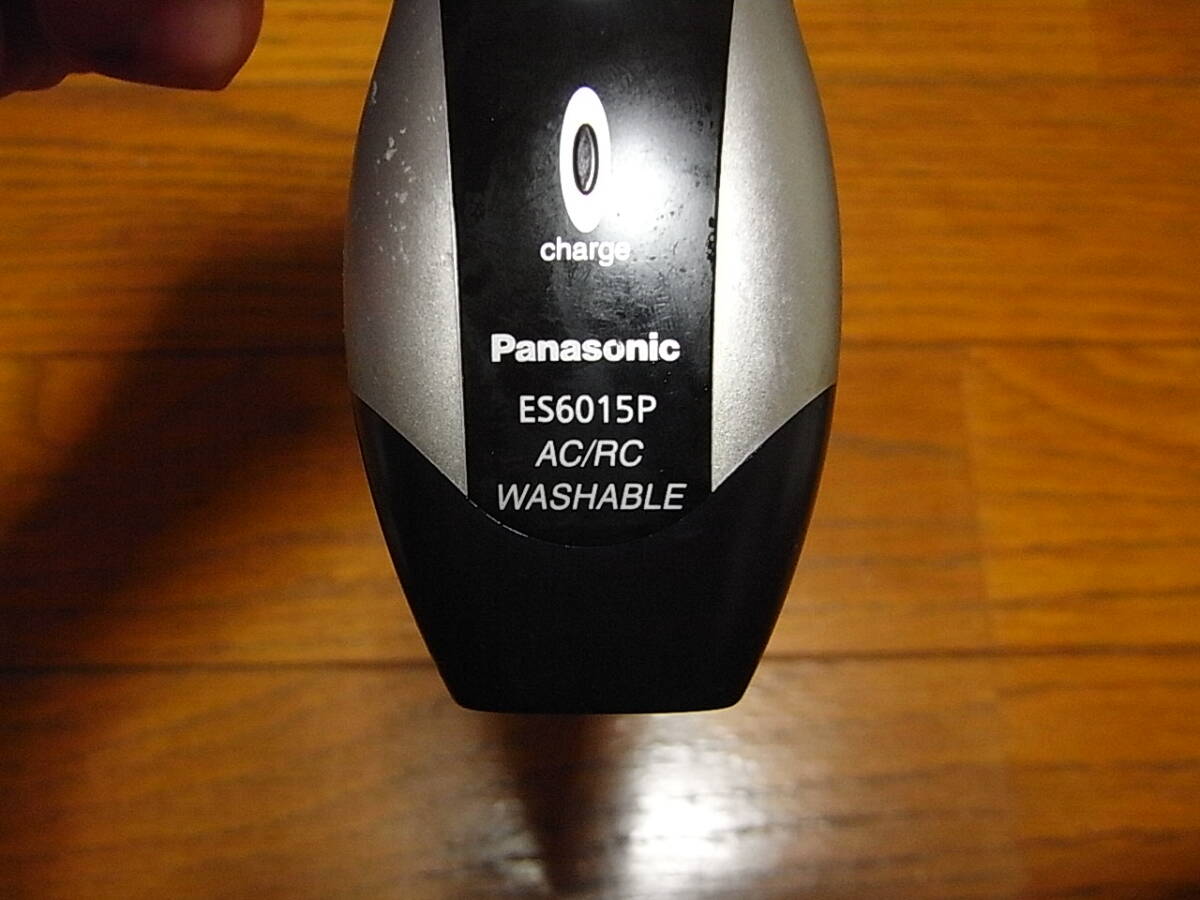 charge
Panasonic
ES6015P
AC/RC
WASHABLE